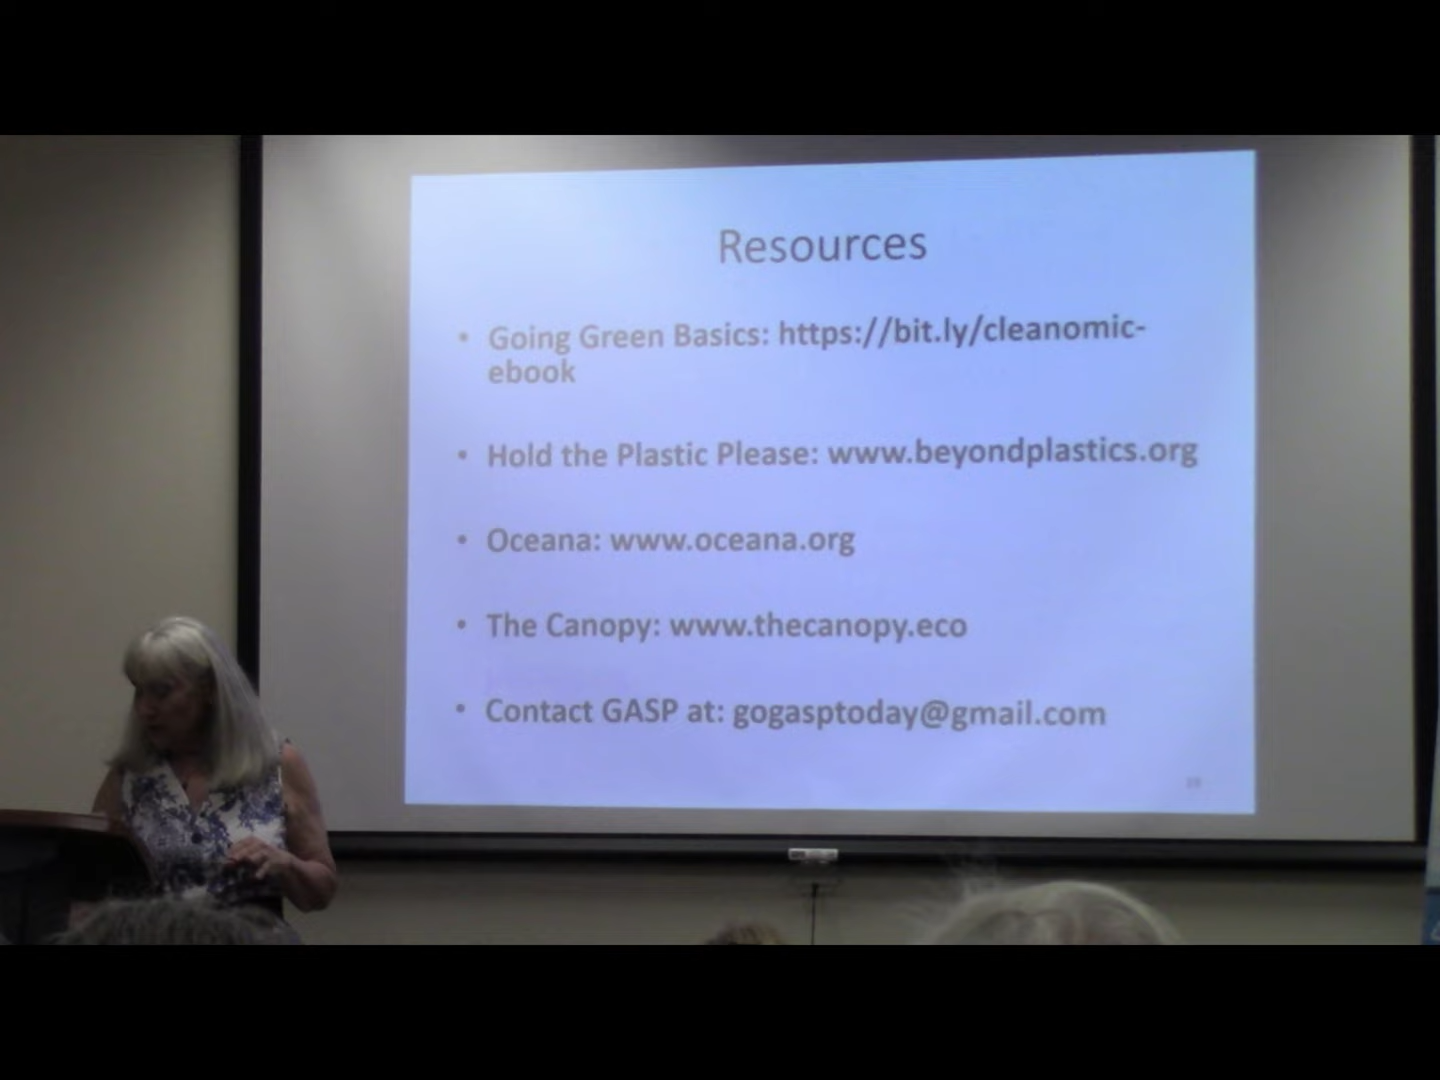 Resources
• Going Green Basics: https://bit.ly/cleanomic-
ebook
• Hold the Plastic Please: www.beyondplastics.org
• Oceana: www.oceana.org
• The Canopy: www.thecanopy.eco
• Contact GASP at: gogasptoday@gmail.com